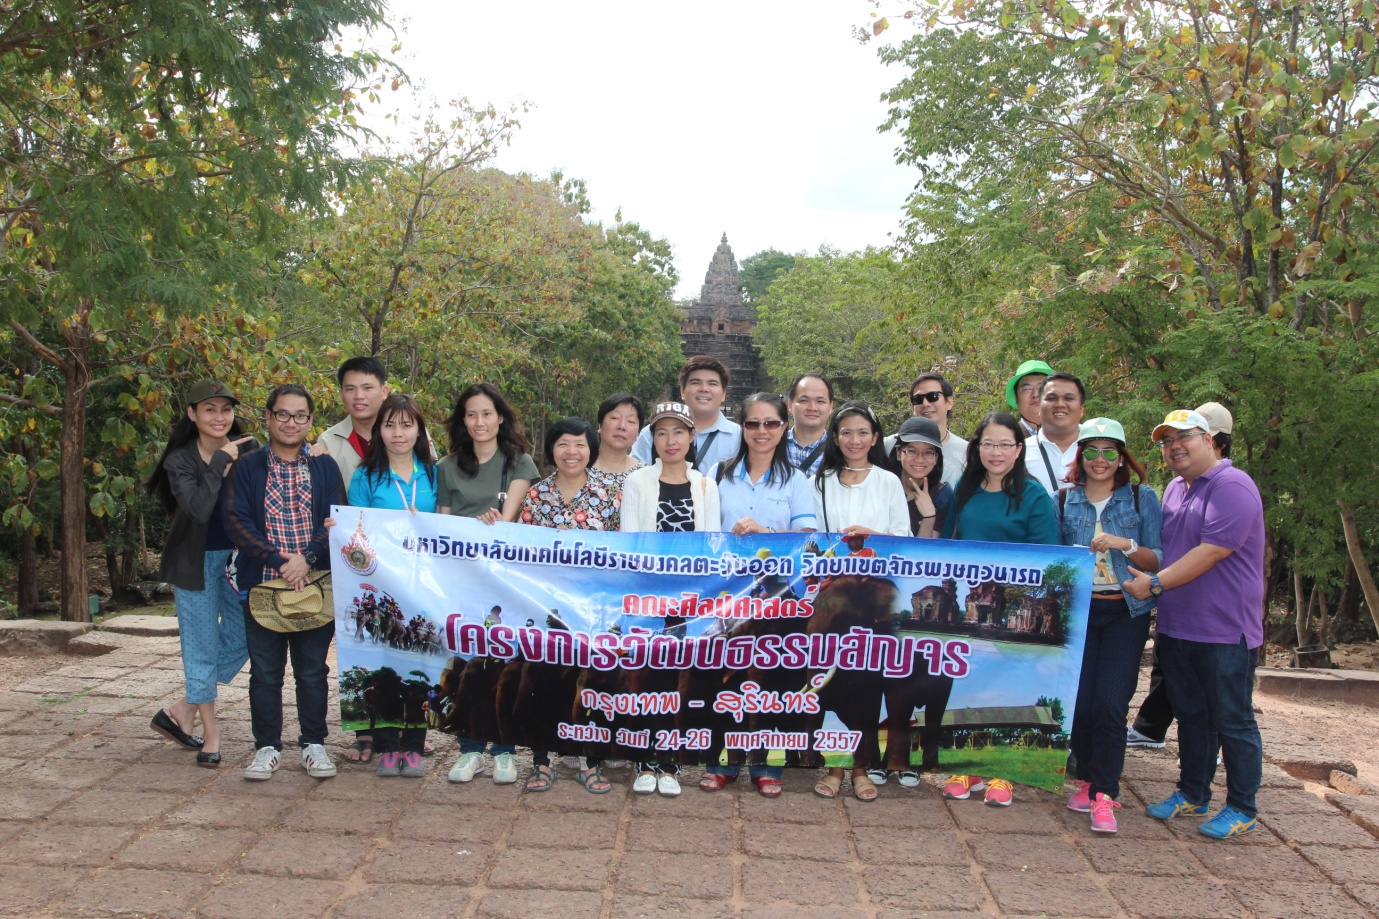 มหาวิทยาลัยเทคโนโลยีราชมงคลตะวันออก วิทยาเขตจักรพงษภูวนารถ
คณะศิลปศาสตร์
โครงการวัฒนธรรมสัญจร
กรุงเทพ - สุรินทร์
ระหว่าง วันที่ 24-26 พฤศจิกายน 2557